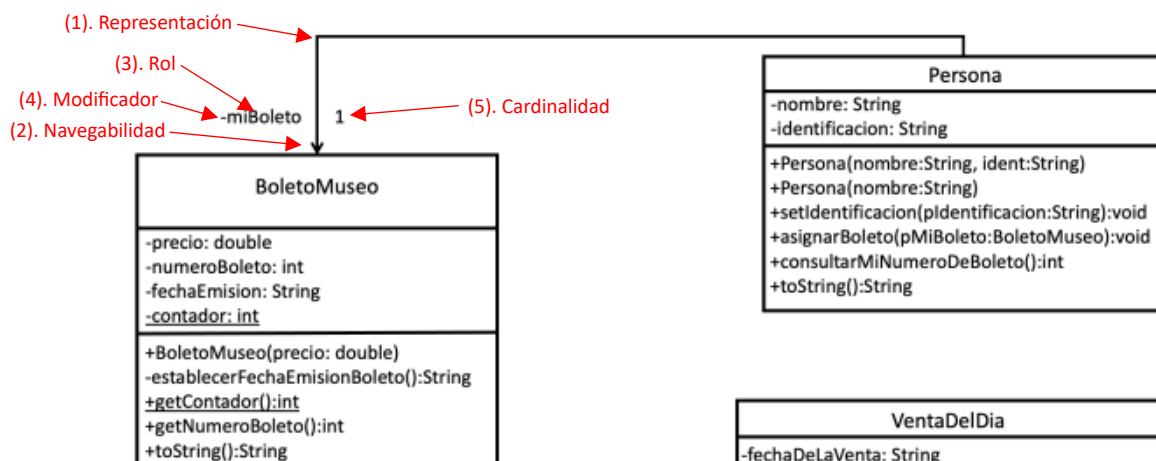 (1). Representación
(3). Rol
(4). Modificador
-miBoleto
1
(5). Cardinalidad
(2). Navegabilidad
BoletoMuseo
-precio: double
-numeroBoleto: int
-fechaEmision: String
-contador: int
+BoletoMuseo(precio: double)
-establecerFechaEmisionBoleto():String
+getContador():int
+getNumeroBoleto():int
+toString():String
Persona
-nombre: String
-identificacion: String
+Persona(nombre:String, ident:String)
+Persona(nombre:String)
+setIdentificacion(pIdentificacion:String):void
+asignarBoleto(pMiBoleto:BoletoMuseo):void
+consultarMiNumeroDeBoleto():int
+toString():String
VentaDelDia
-fechaDeLaVenta: String